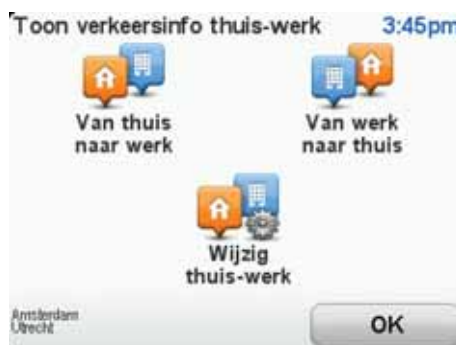 Toon verkeersinfo thuis-werk 3:45pm
Van thuis
naar werk
Van werk
naar thuis
Wijzig
thuis-werk
Amsterdam
Utrecht
OK